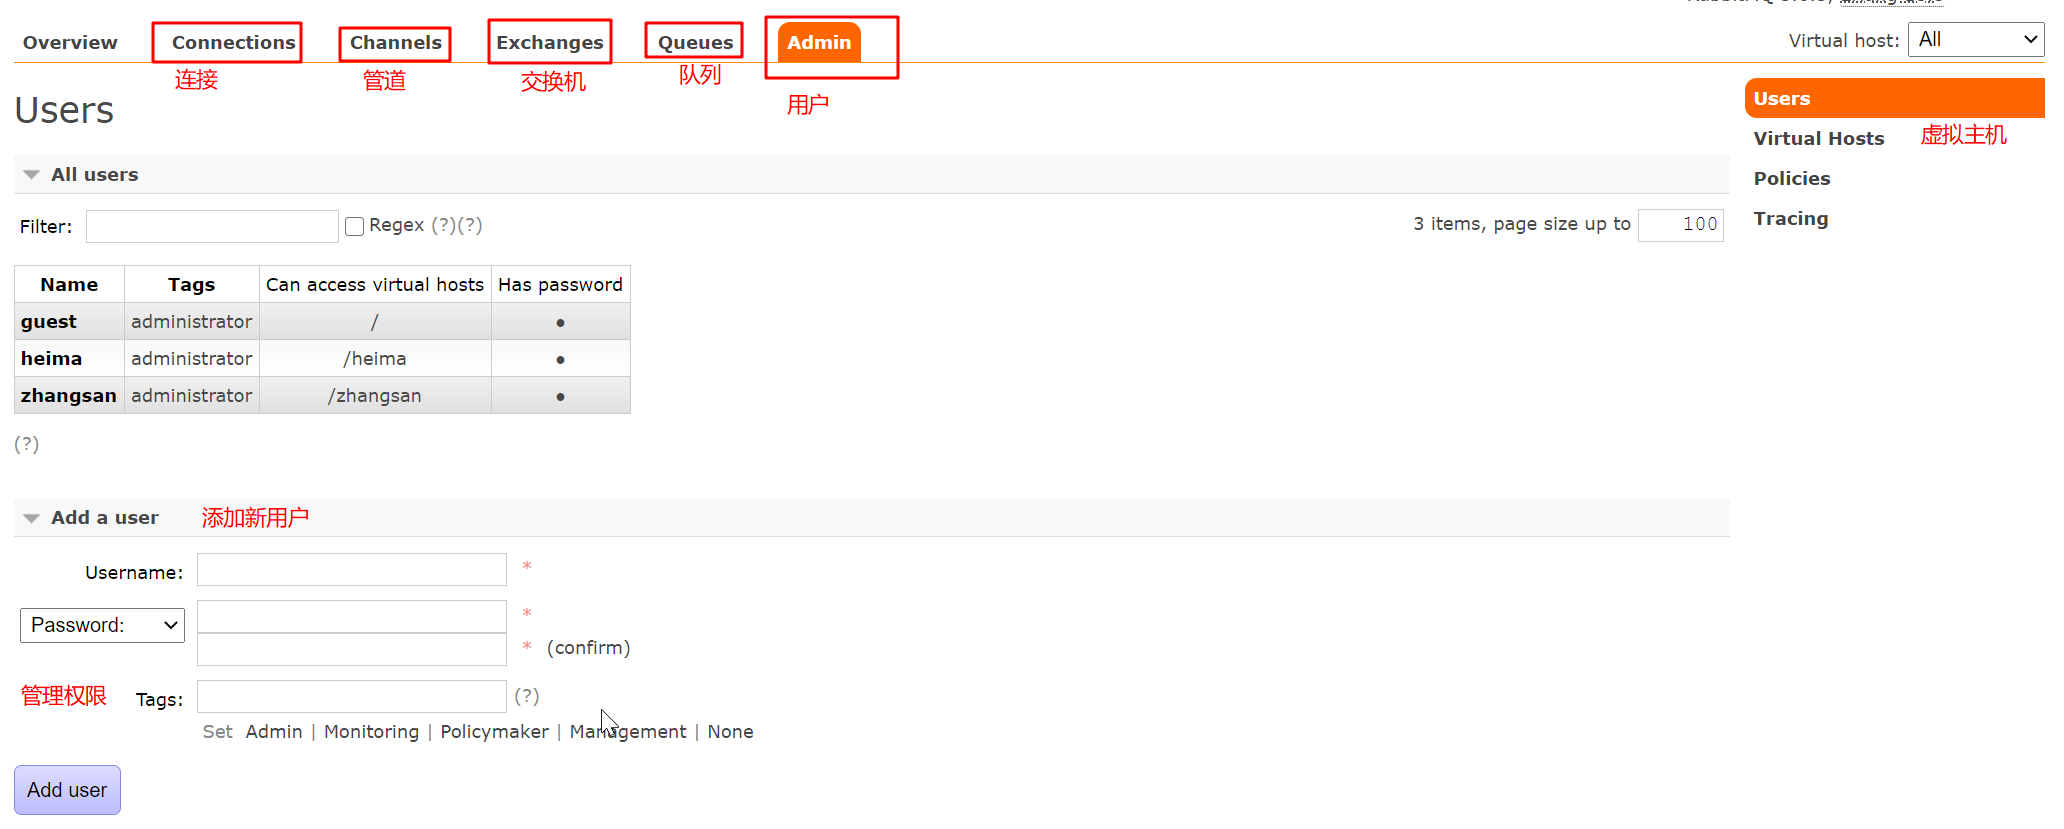 Overview Connections Channels Exchanges Queues Admin
Virtual host: All
连接 管道 交换机 队列 用户
Users
Users
Virtual Hosts 虚拟主机
Policies
Tracing
All users
Filter: Regex (?)(?)
3 items, page size up to 100
Name Tags Can access virtual hosts Has password
guest administrator / ●
heima administrator /heima ●
zhangsan administrator /zhangsan ●
(?)
Add a user 添加新用户
Username: *
Password: *
* (confirm)
管理权限 Tags: (?)
Set Admin | Monitoring | Policymaker | Management | None
Add user